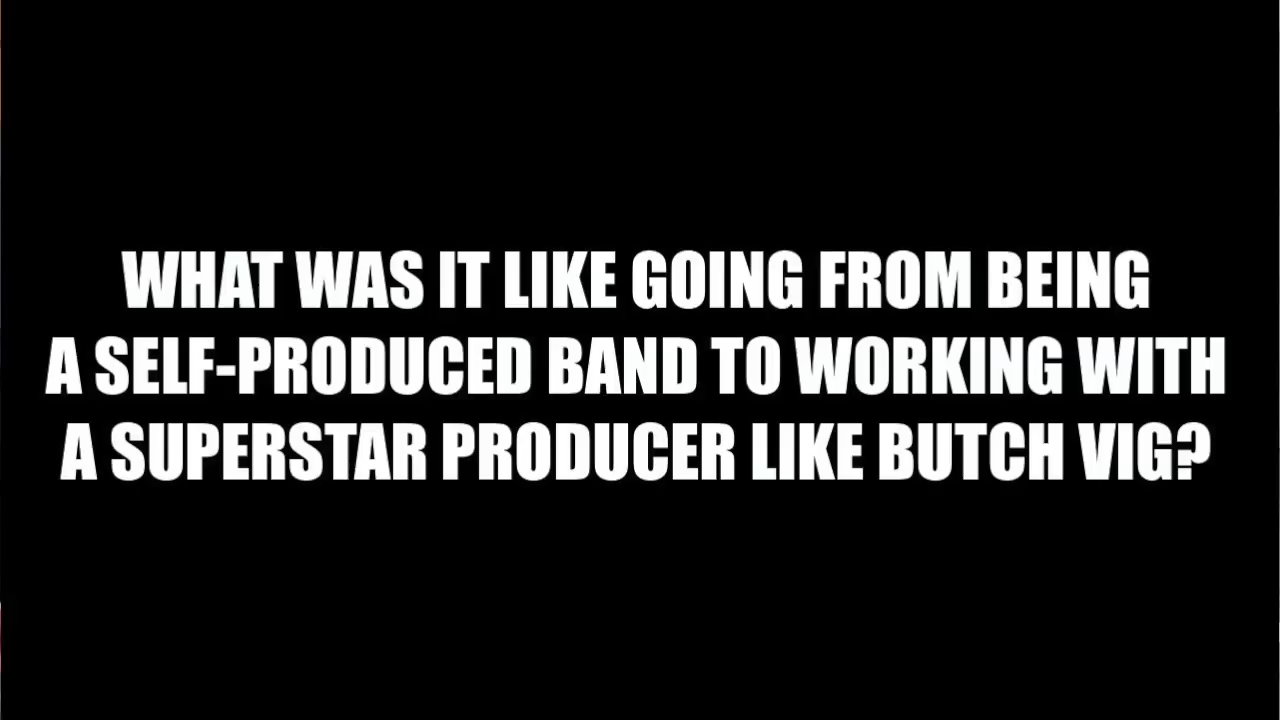 WHAT WAS IT LIKE GOING FROM BEING
A SELF-PRODUCED BAND TO WORKING WITH
A SUPERSTAR PRODUCER LIKE BUTCH VIG?